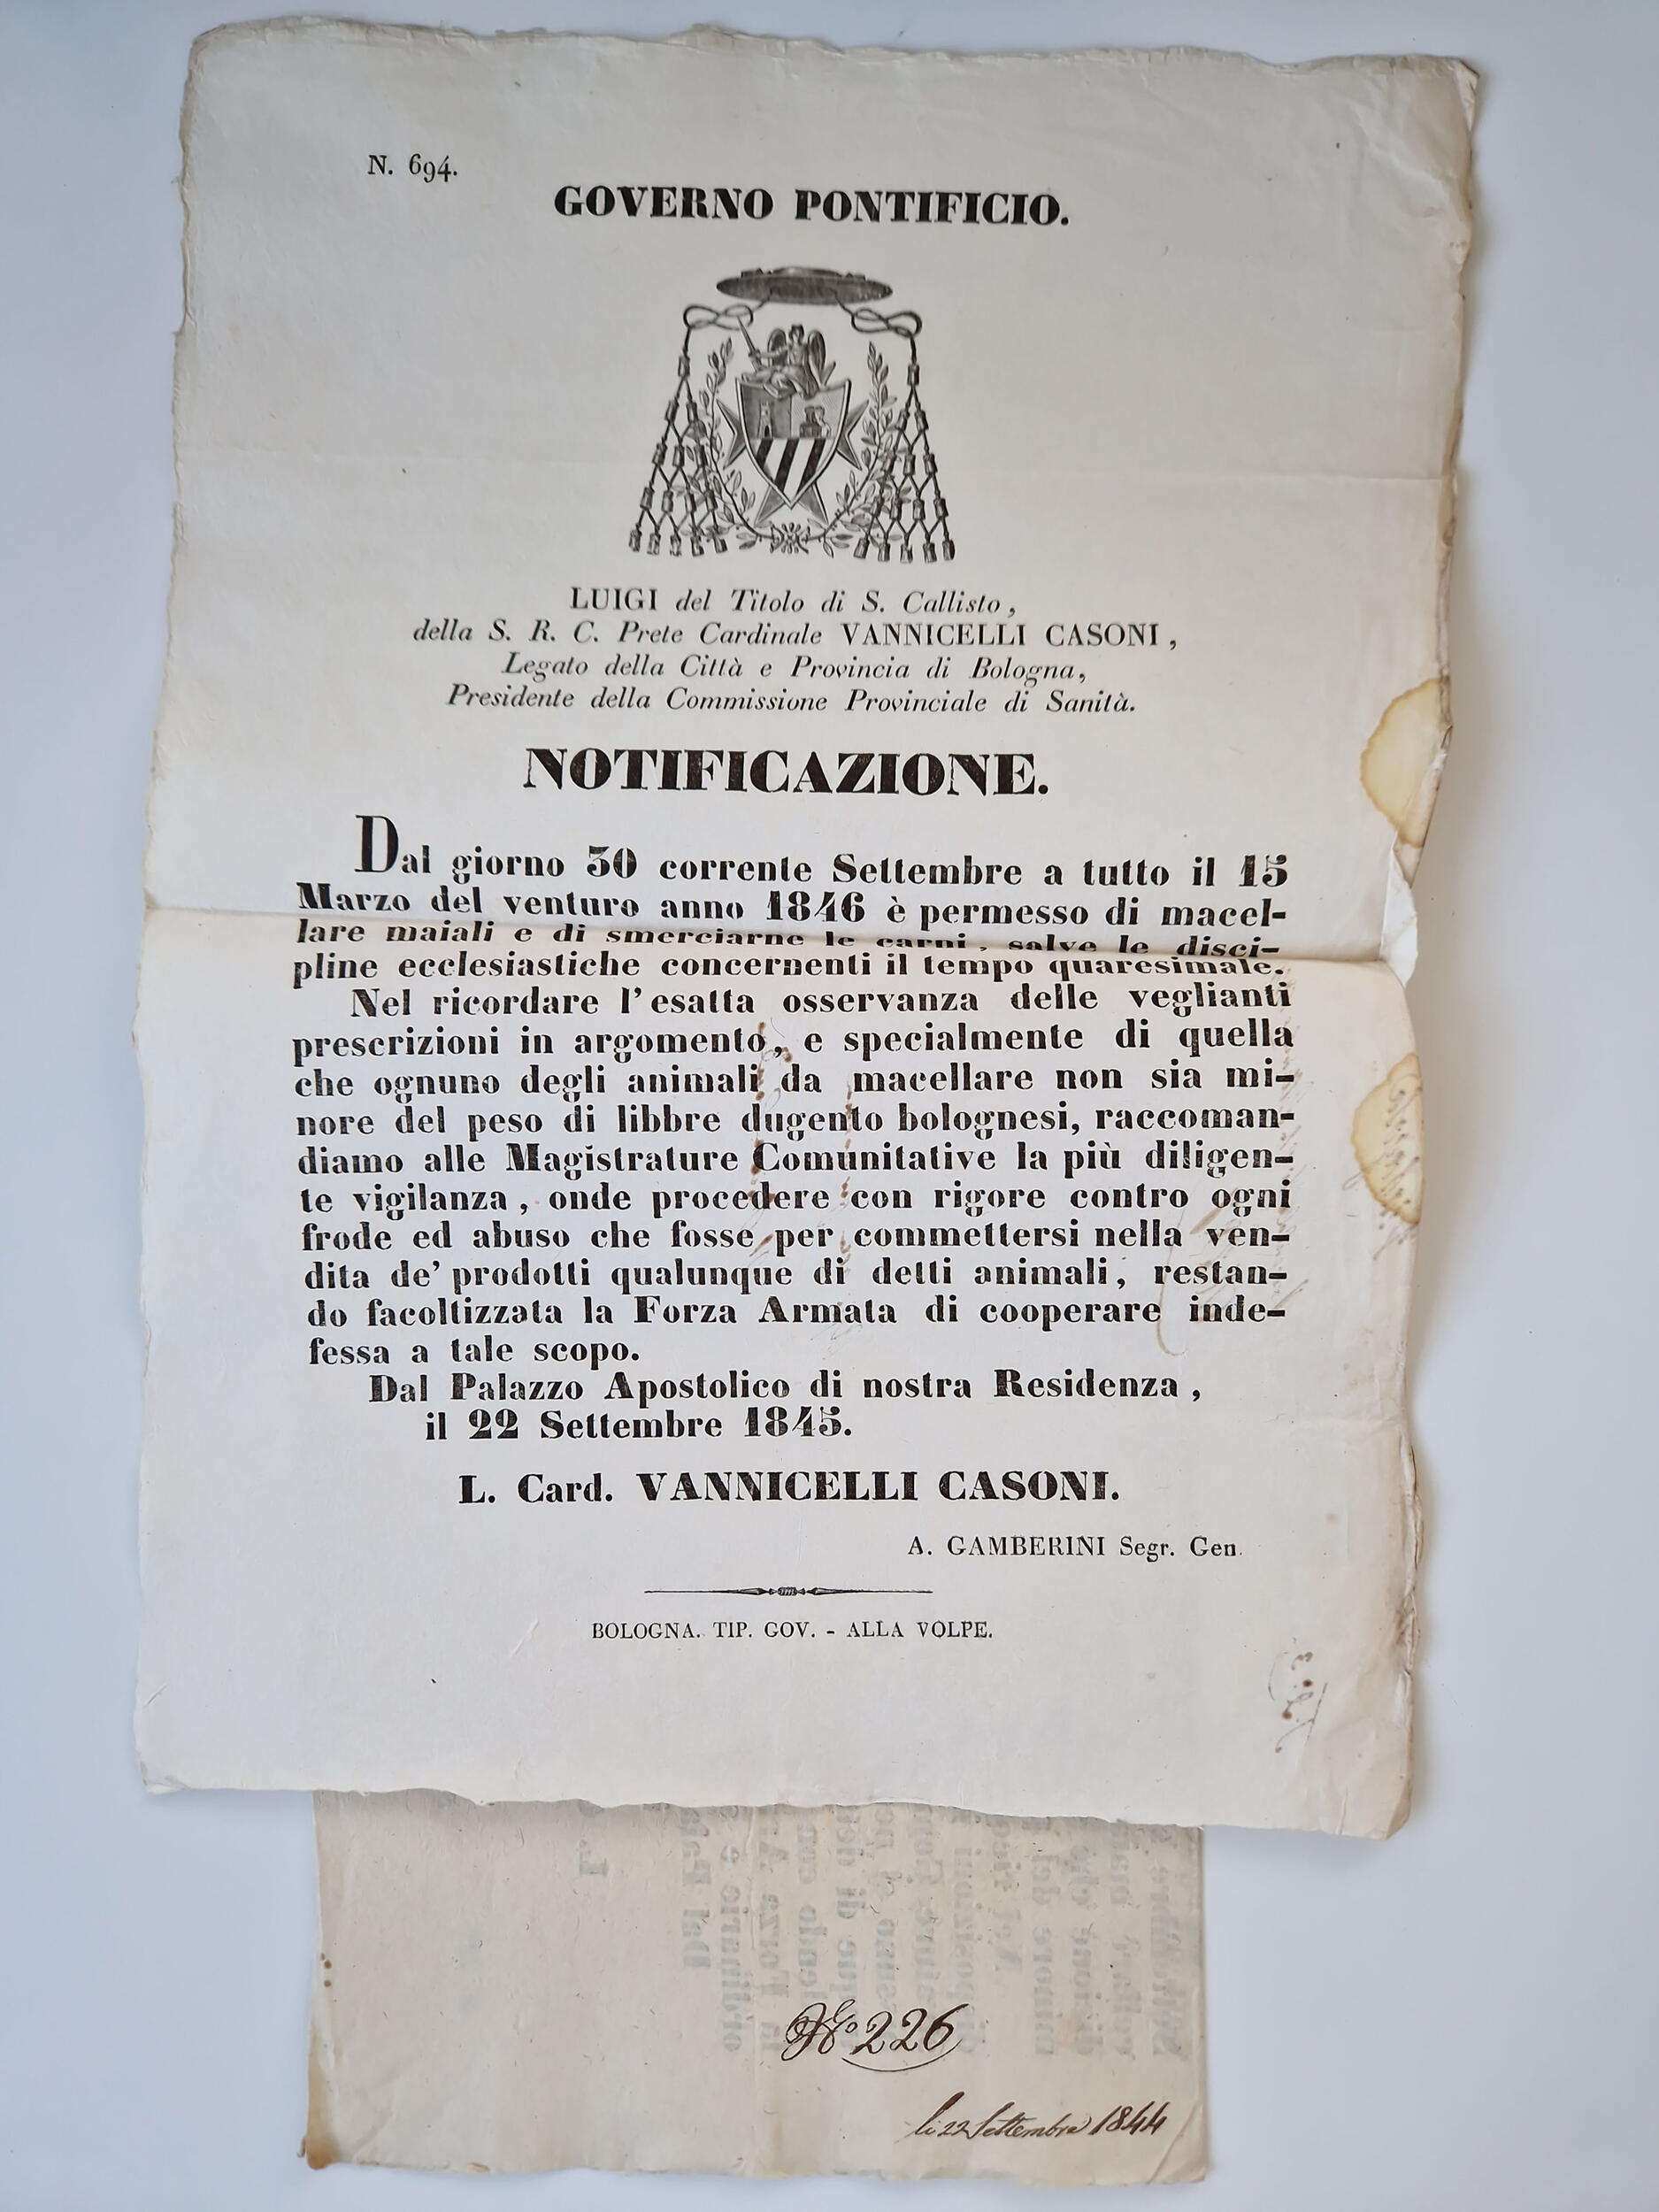 N. 694.
GOVERNO PONTIFICIO.
LUIGI del Titolo di S. Callisto,
della S. R. C. Prete Cardinale VANNICELLI CASONI,
Legato della Città e Provincia di Bologna,
Presidente della Commissione Provinciale di Sanità.
NOTIFICAZIONE.
Dal giorno 30 corrente Settembre a tutto il 15
Marzo del venturo anno 1846 è permesso di macel-
lare maiali e di smerciarne le carni, salve le disci-
pline ecclesiastiche concernenti il tempo quaresimale.
Nel ricordare l'esatta osservanza delle veglianti
prescrizioni in argomento, e specialmente di quella
che ognuno degli animali da macellare non sia mi-
nore del peso di libbre dugento bolognesi, raccoman-
diamo alle Magistrature Comunitative la più diligen-
te vigilanza, onde procedere con rigore contro ogni
frode ed abuso che fosse per commettersi nella ven-
dita de' prodotti qualunque di detti animali, restan-
do facoltizzata la Forza Armata di cooperare inde-
fessa a tale scopo.
Dal Palazzo Apostolico di nostra Residenza,
il 22 Settembre 1845.
L. Card. VANNICELLI CASONI.
A. GAMBERINI Segr. Gen.
BOLOGNA. TIP. GOV. - ALLA VOLPE.
No 226
li 22 Settembre 1844